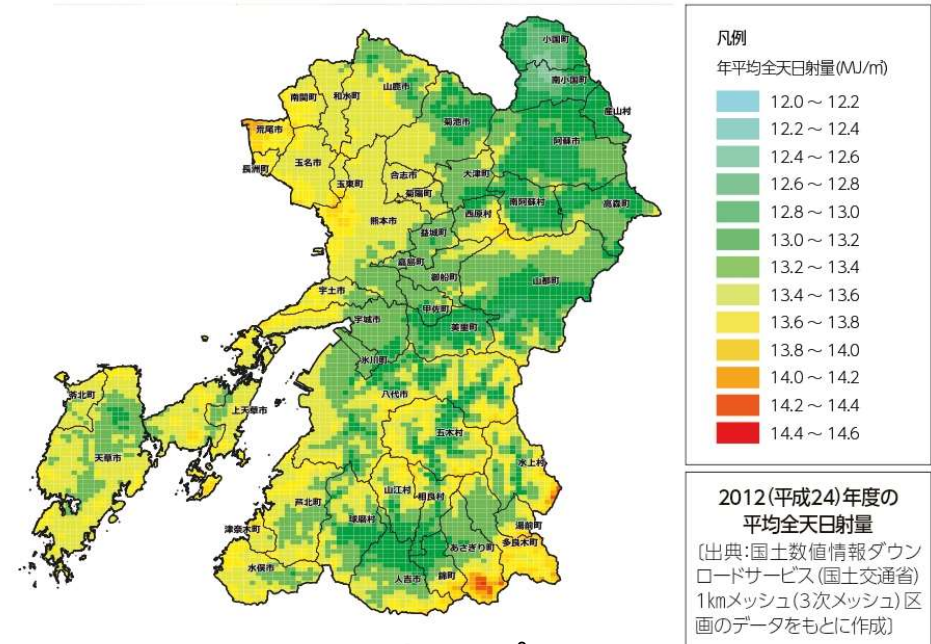 小国町
南小国町
産山村
山鹿市
和水町
南関町
菊池市
荒尾市
阿蘇市
玉名市
長洲町
玉東町
合志市
大津町
菊陽町
南阿蘇村
高森町
西原村
熊本市
益城町
嘉島町
御船町
山都町
宇土市
甲佐町
宇城市
美里町
氷川町
八代市
苓北町
上天草市
五木村
天草市
水上村
山江村
相良村
芦北町
球磨村
湯前町
津奈木町
多良木町
あさぎり町
水俣市
錦町
人吉市
凡例
年平均全天日射量(MJ/㎡)
12.0～12.2
12.2～12.4
12.4～12.6
12.6～12.8
12.8～13.0
13.0～13.2
13.2～13.4
13.4～13.6
13.6～13.8
13.8～14.0
14.0～14.2
14.2～14.4
14.4～14.6
2012(平成24)年度の
平均全天日射量
〔出典:国土数値情報ダウン
ロードサービス(国土交通省)
1kmメッシュ(3次メッシュ)区
画のデータをもとに作成〕